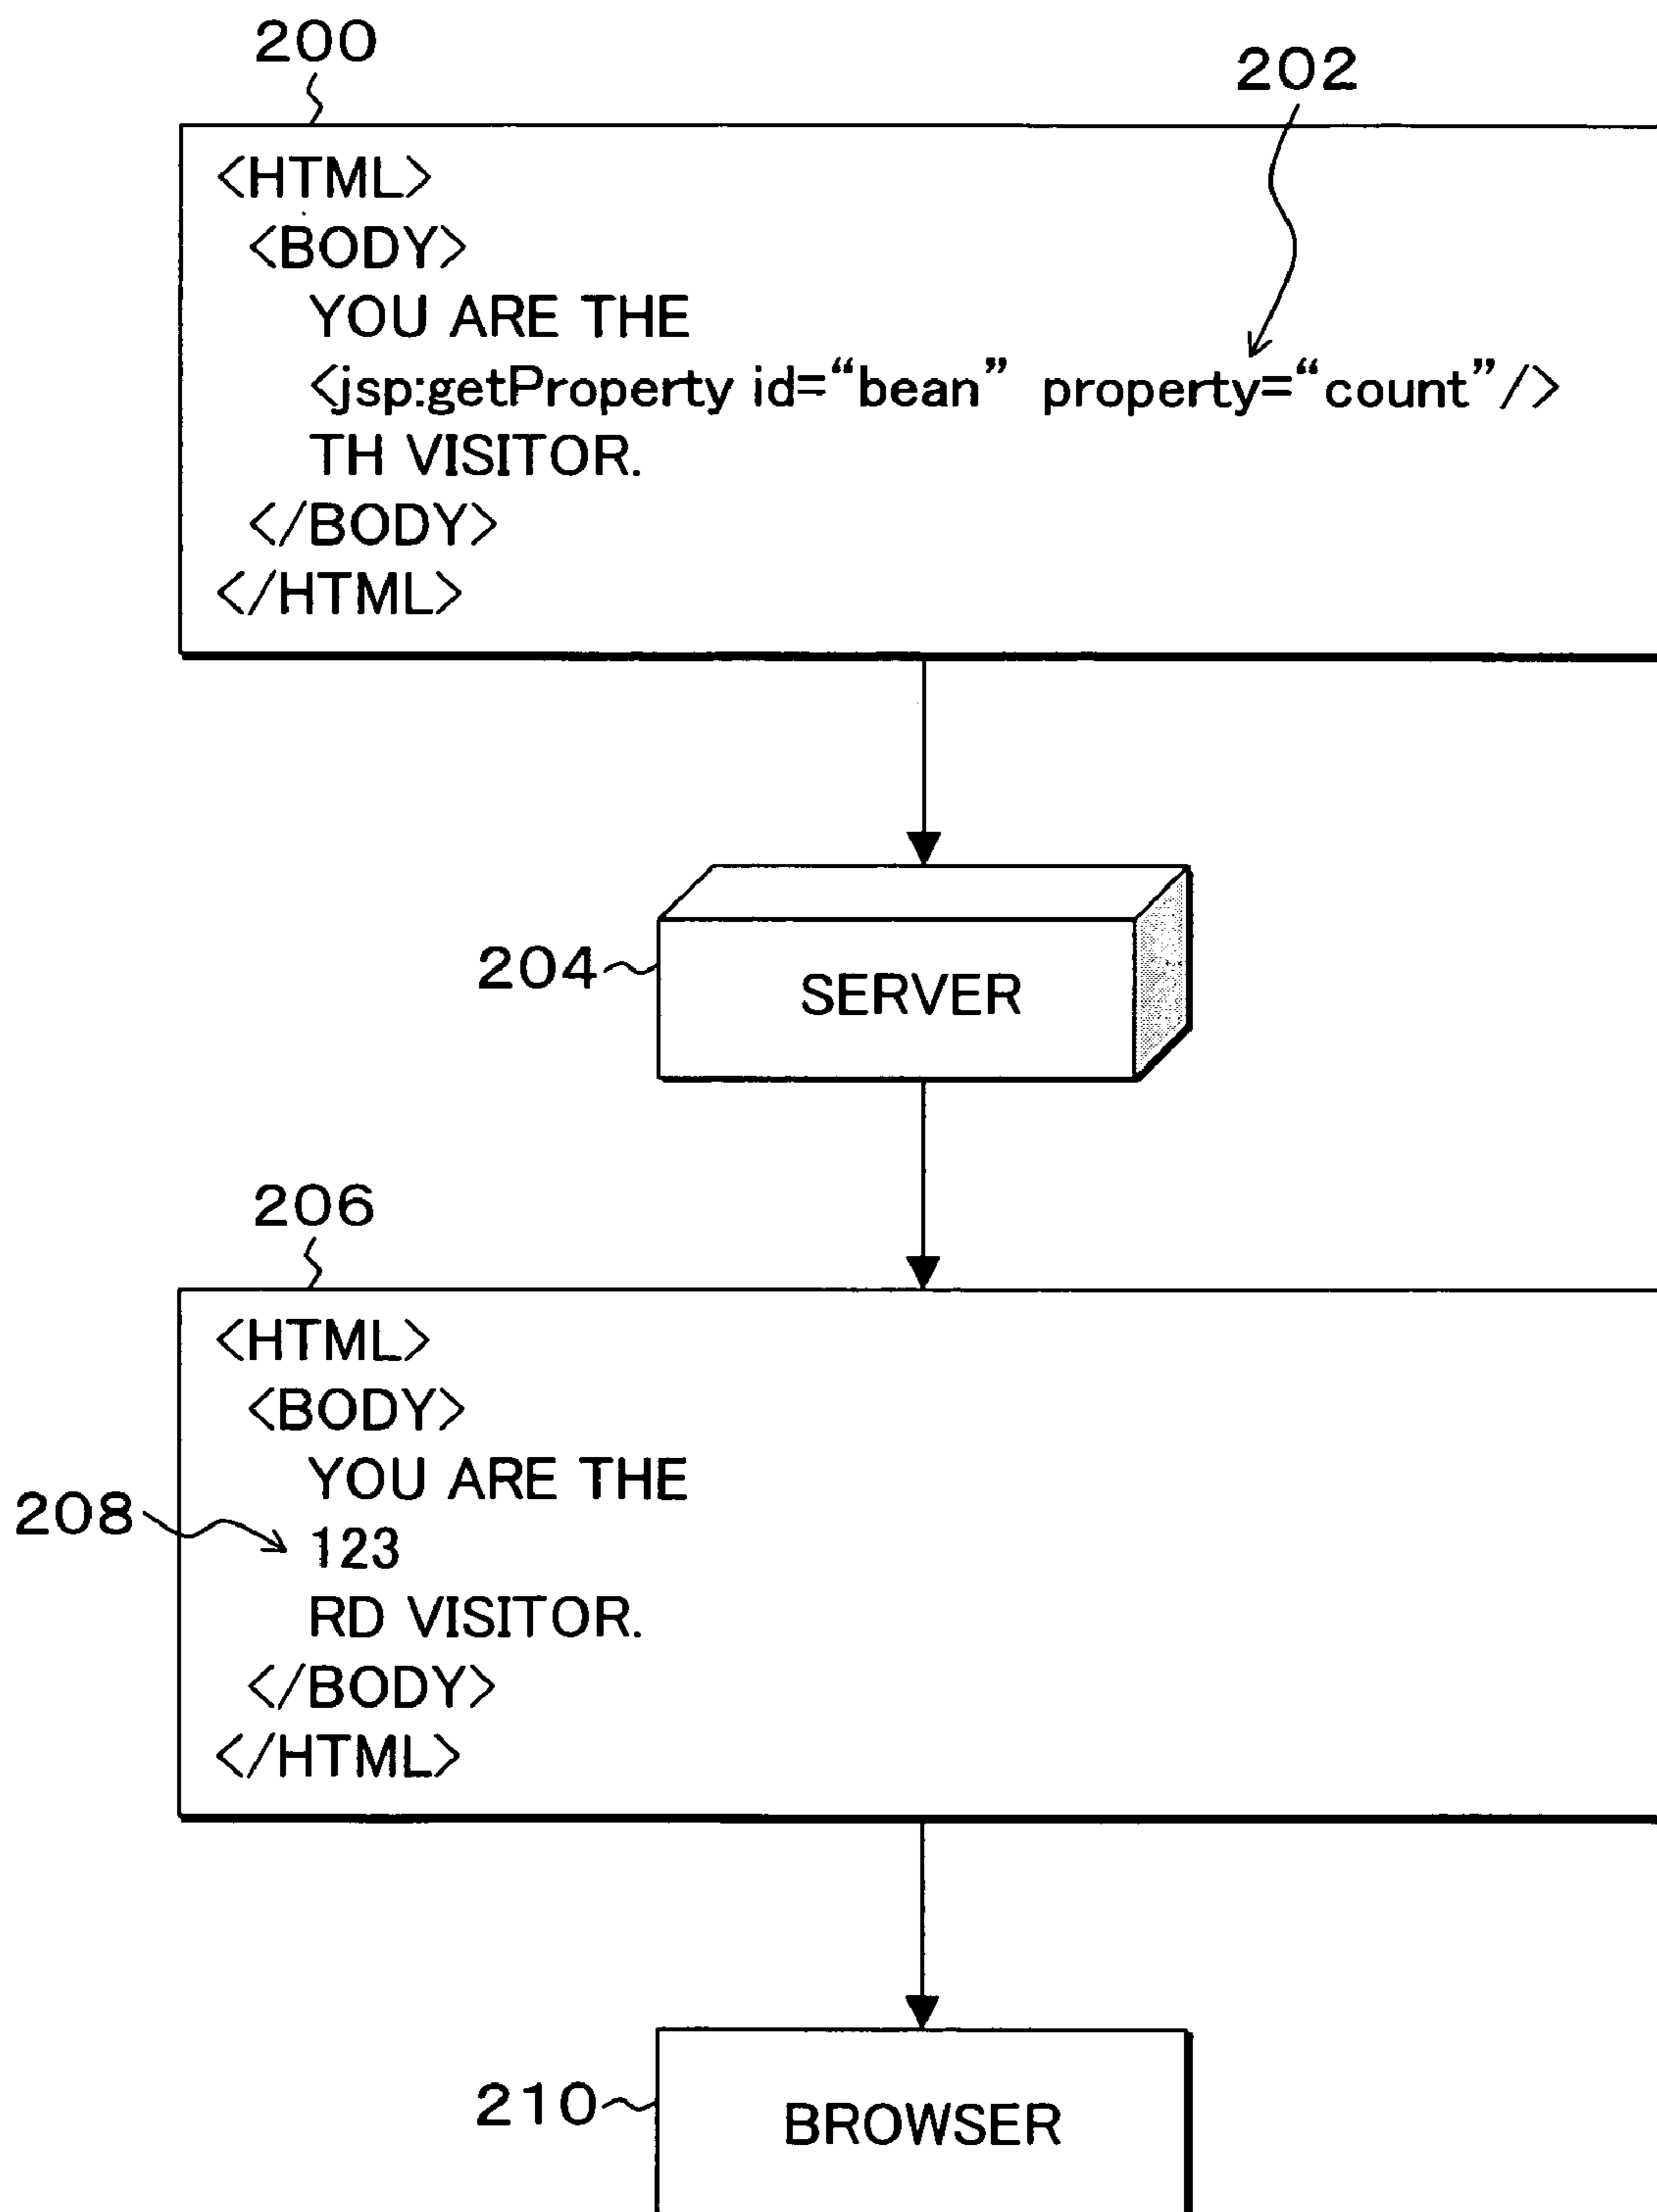 200
202
<HTML>
<BODY>
YOU ARE THE
<jsp:getProperty id=“bean” property=“count”/>
TH VISITOR.
</BODY>
</HTML>
204
SERVER
206
<HTML>
<BODY>
YOU ARE THE
208
123
RD VISITOR.
</BODY>
</HTML>
210
BROWSER